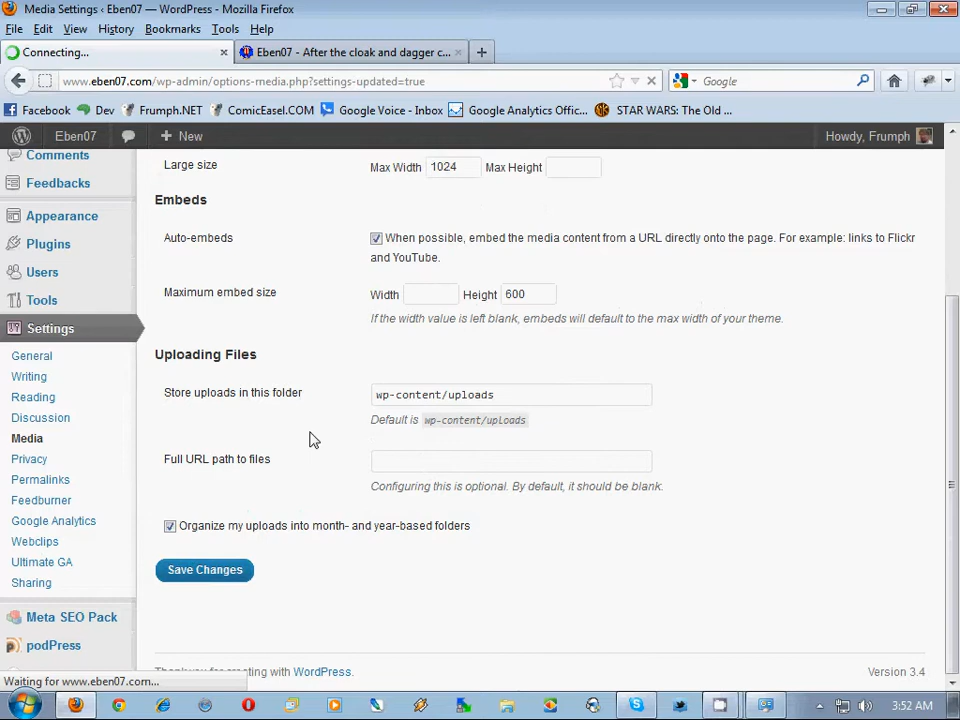 Media Settings ‹ Eben07 — WordPress - Mozilla Firefox
File Edit View History Bookmarks Tools Help
Connecting...
Eben07 - After the cloak and dagger c...
www.eben07.com/wp-admin/options-media.php?settings-updated=true
Google
Facebook Dev Frumph.NET ComicEasel.COM Google Voice - Inbox Google Analytics Offic... STAR WARS: The Old ...
Eben07 New Howdy, Frumph
Comments
Feedbacks
Appearance
Plugins
Users
Tools
Settings
General
Writing
Reading
Discussion
Media
Privacy
Permalinks
Feedburner
Google Analytics
Webclips
Ultimate GA
Sharing
Meta SEO Pack
podPress
Large size Max Width 1024 Max Height
Embeds
Auto-embeds When possible, embed the media content from a URL directly onto the page. For example: links to Flickr
and YouTube.
Maximum embed size Width Height 600
If the width value is left blank, embeds will default to the max width of your theme.
Uploading Files
Store uploads in this folder wp-content/uploads
Default is wp-content/uploads
Full URL path to files
Configuring this is optional. By default, it should be blank.
Organize my uploads into month- and year-based folders
Save Changes
Thank you for creating with WordPress. Version 3.4
Waiting for www.eben07.com...
3:52 AM